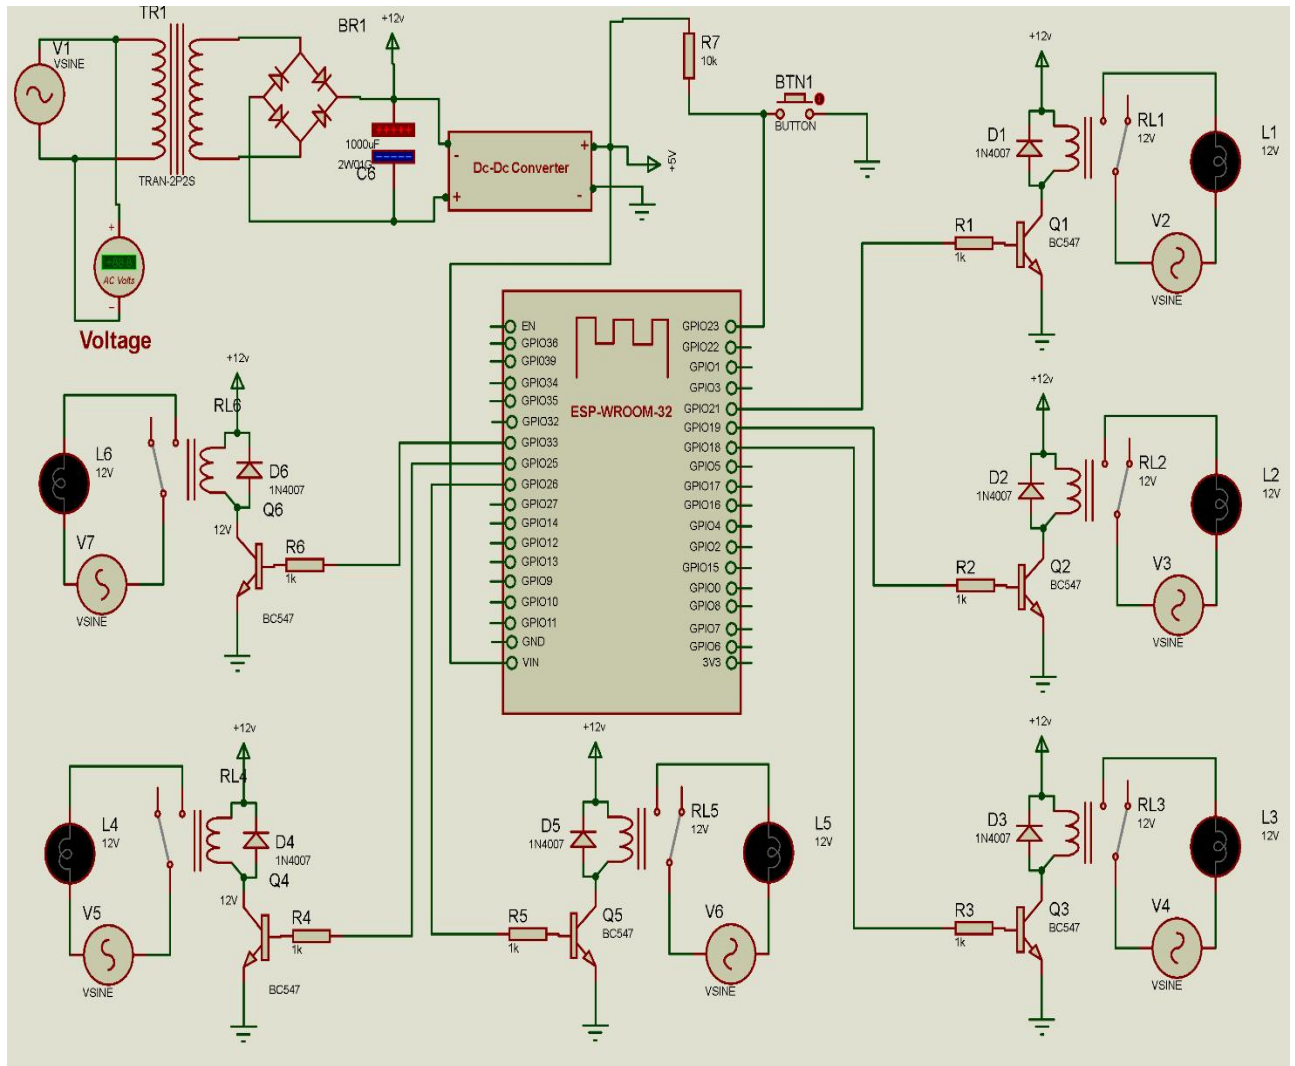 TR1
V1
VSINE
TRAN-2P2S
+
AC Volts
−
Voltage
BR1
+12v
1000uF
2W01G
C6
-
+
Dc-Dc Converter
+
-
+5V
R7
10k
BTN1
BUTTON
+12v
D1
1N4007
RL1
12V
L1
12V
R1
1k
Q1
BC547
V2
VSINE
ESP-WROOM-32
EN
GPIO36
GPIO39
GPIO34
GPIO35
GPIO32
GPIO33
GPIO25
GPIO26
GPIO27
GPIO14
GPIO12
GPIO13
GPIO9
GPIO10
GPIO11
GND
VIN
GPIO23
GPIO22
GPIO1
GPIO3
GPIO21
GPIO19
GPIO18
GPIO5
GPIO17
GPIO16
GPIO4
GPIO2
GPIO15
GPIO0
GPIO8
GPIO7
GPIO6
3V3
+12v
RL6
L6
12V
D6
1N4007
Q6
12V
R6
1k
BC547
V7
VSINE
+12v
D2
1N4007
RL2
12V
L2
12V
R2
1k
Q2
BC547
V3
VSINE
+12v
RL4
L4
12V
D4
1N4007
Q4
12V
R4
1k
BC547
V5
VSINE
+12v
D5
1N4007
RL5
12V
L5
12V
R5
1k
Q5
BC547
V6
VSINE
+12v
D3
1N4007
RL3
12V
L3
12V
R3
1k
Q3
BC547
V4
VSINE